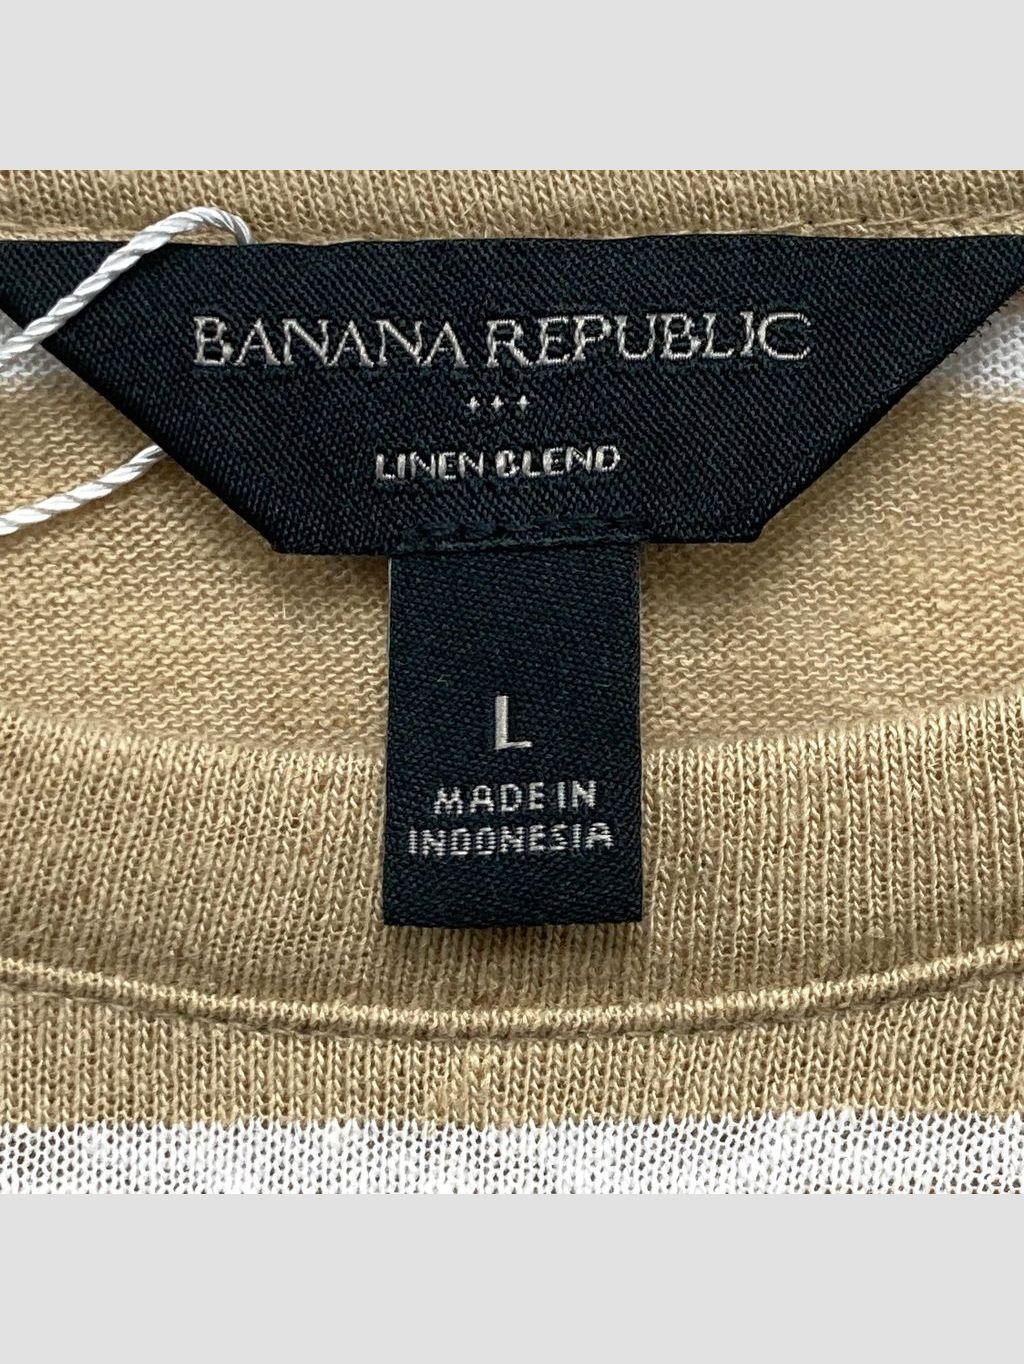 BANANA REPUBLIC
LINEN BLEND
L
MADE IN
INDONESIA